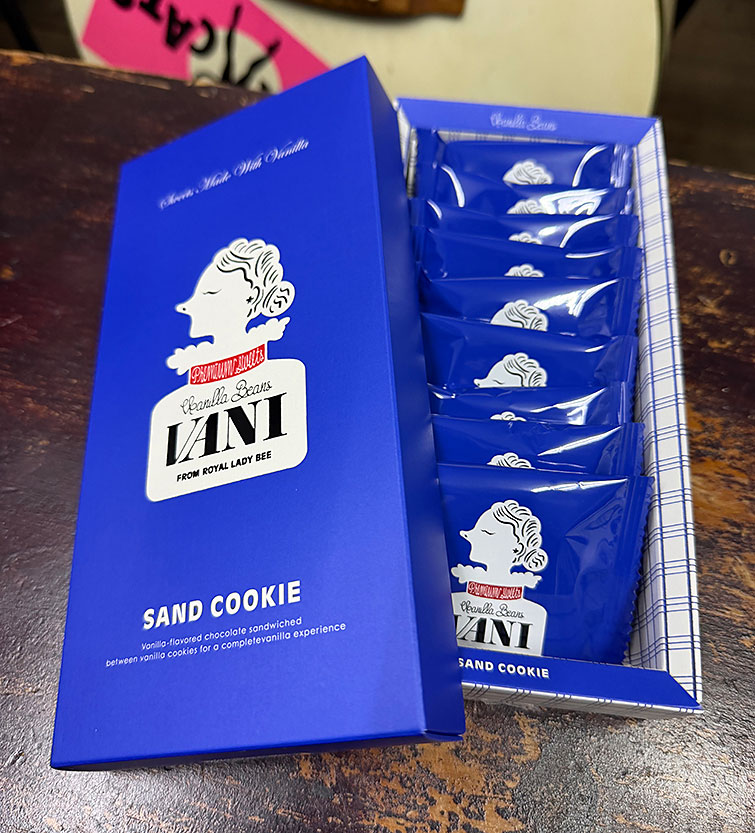 CATS
Sweets Made With Vanilla
Premium Sweets
Vanilla Beans
VANI
FROM ROYAL LADY BEE
SAND COOKIE
Vanilla-flavored chocolate sandwiched
between vanilla cookies for a completevanilla experience
Vanilla Beans
Premium Sweets
Vanilla Beans
VANI
SAND COOKIE